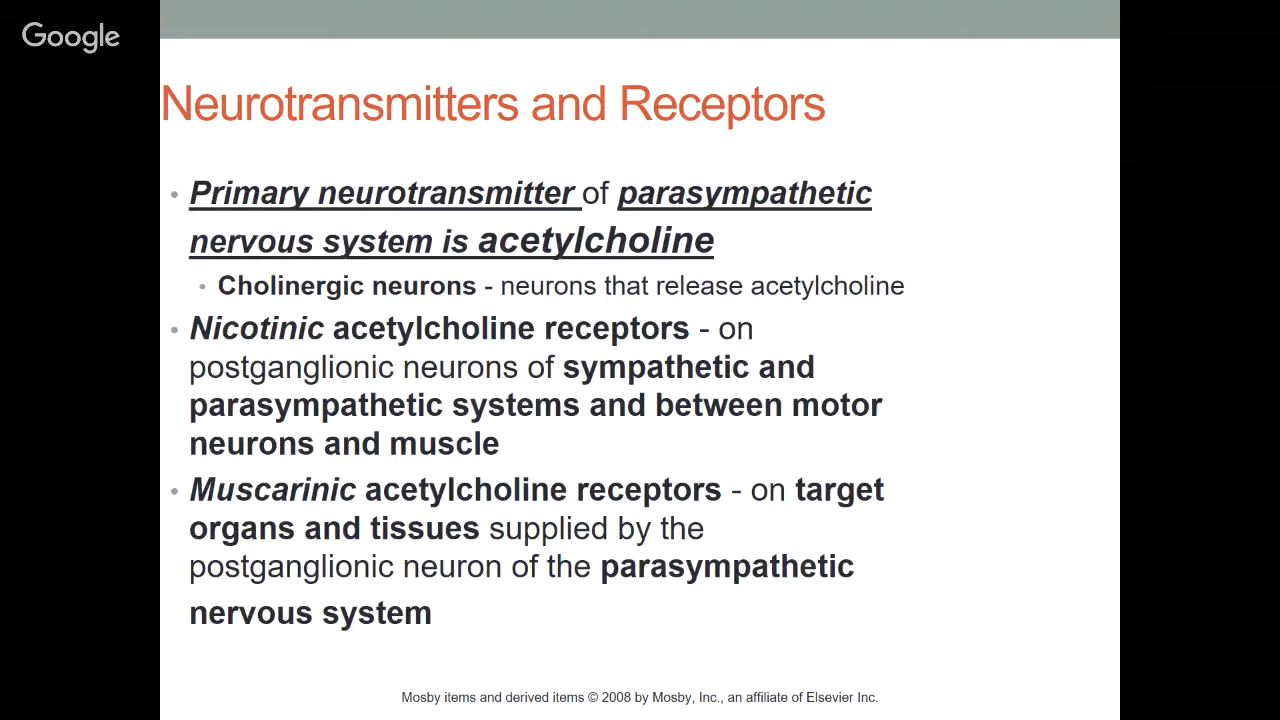 Google
Neurotransmitters and Receptors
• Primary neurotransmitter of parasympathetic
nervous system is acetylcholine
• Cholinergic neurons - neurons that release acetylcholine
• Nicotinic acetylcholine receptors - on
postganglionic neurons of sympathetic and
parasympathetic systems and between motor
neurons and muscle
• Muscarinic acetylcholine receptors - on target
organs and tissues supplied by the
postganglionic neuron of the parasympathetic
nervous system
Mosby items and derived items © 2008 by Mosby, Inc., an affiliate of Elsevier Inc.